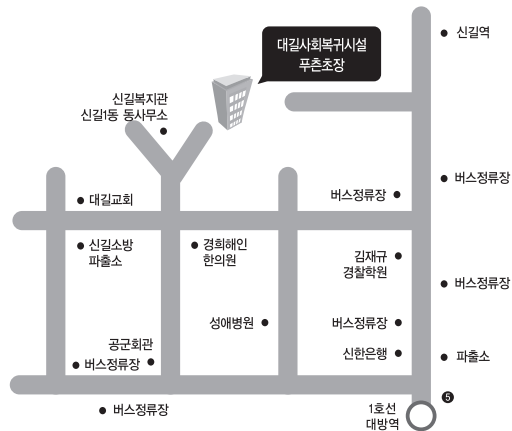 대길사회복귀시설
푸츤초장
신길역
신길복지관
신길1동 동사무소
버스정류장
버스정류장
대길교회
신길소방
파출소
경희해인
한의원
김재규
경찰학원
버스정류장
성애병원
버스정류장
공군회관
버스정류장
신한은행
파출소
버스정류장
1호선
대방역
5